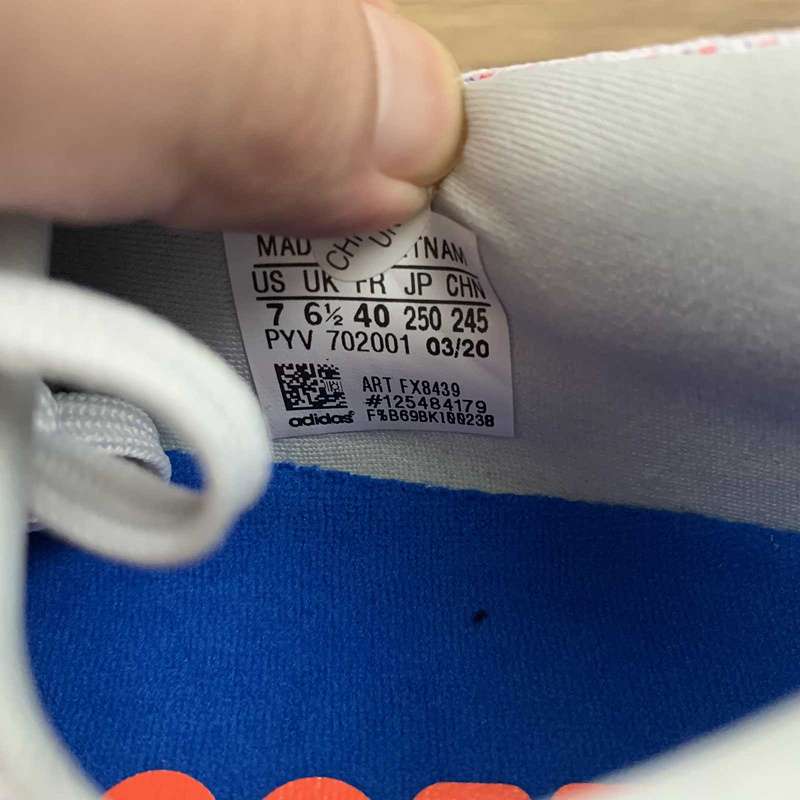 MAD
TNAM
US UK FR JP CHN
7 6½ 40 250 245
PYV 702001 03/20
ART FX8439
#125484179
adidas F%B69BK100238